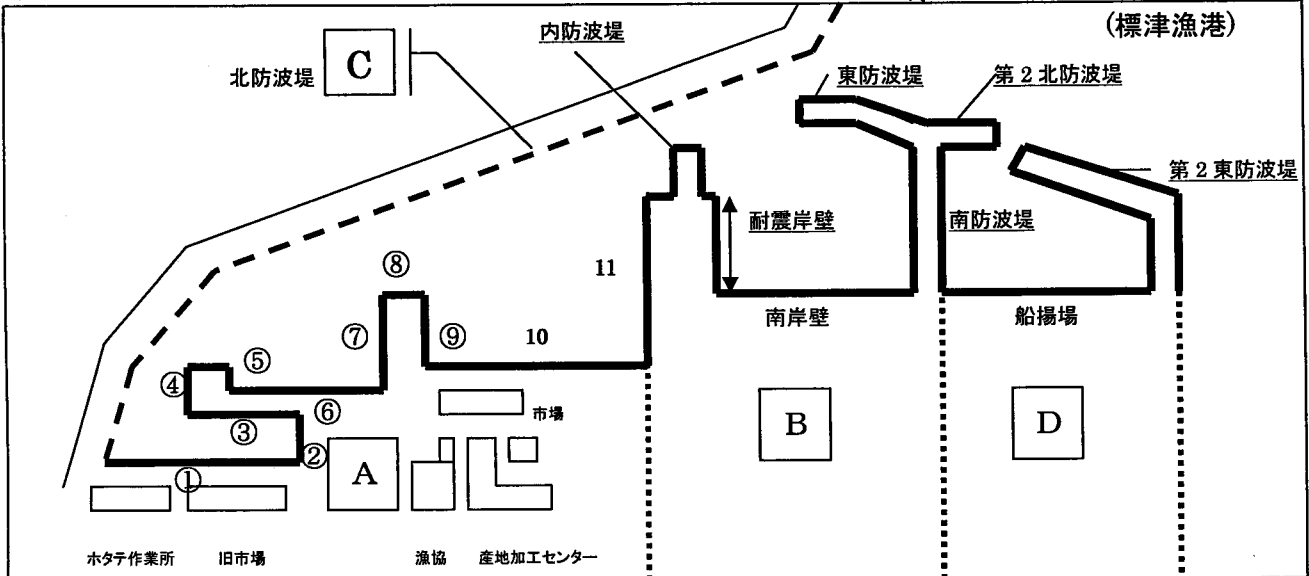 (標津漁港)
内防波堤
北防波堤
C
東防波堤
第2北防波堤
第2東防波堤
耐震岸壁
南防波堤
⑧
11
南岸壁
船揚場
⑦
⑨
10
⑤
④
⑥
③
市場
②
A
B
D
①
ホタテ作業所
旧市場
漁協
産地加工センター